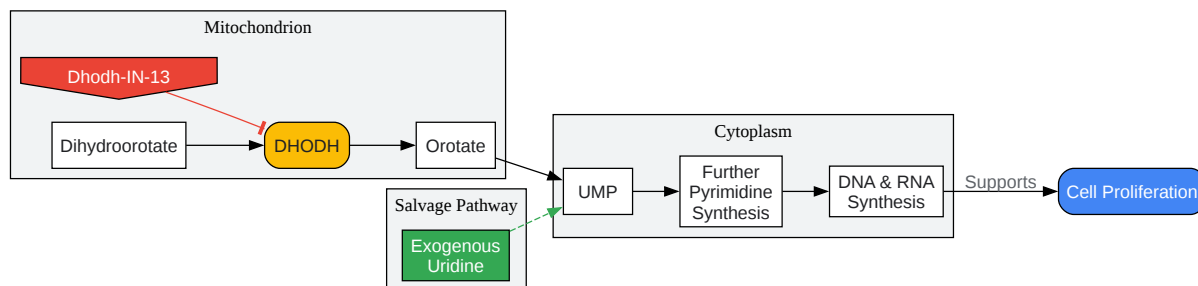 Mitochondrion
Dhodh-IN-13
Dihydroorotate
DHODH
Orotate
Salvage Pathway
Exogenous
Uridine
Cytoplasm
UMP
Further
Pyrimidine
Synthesis
DNA & RNA
Synthesis
Supports
Cell Proliferation